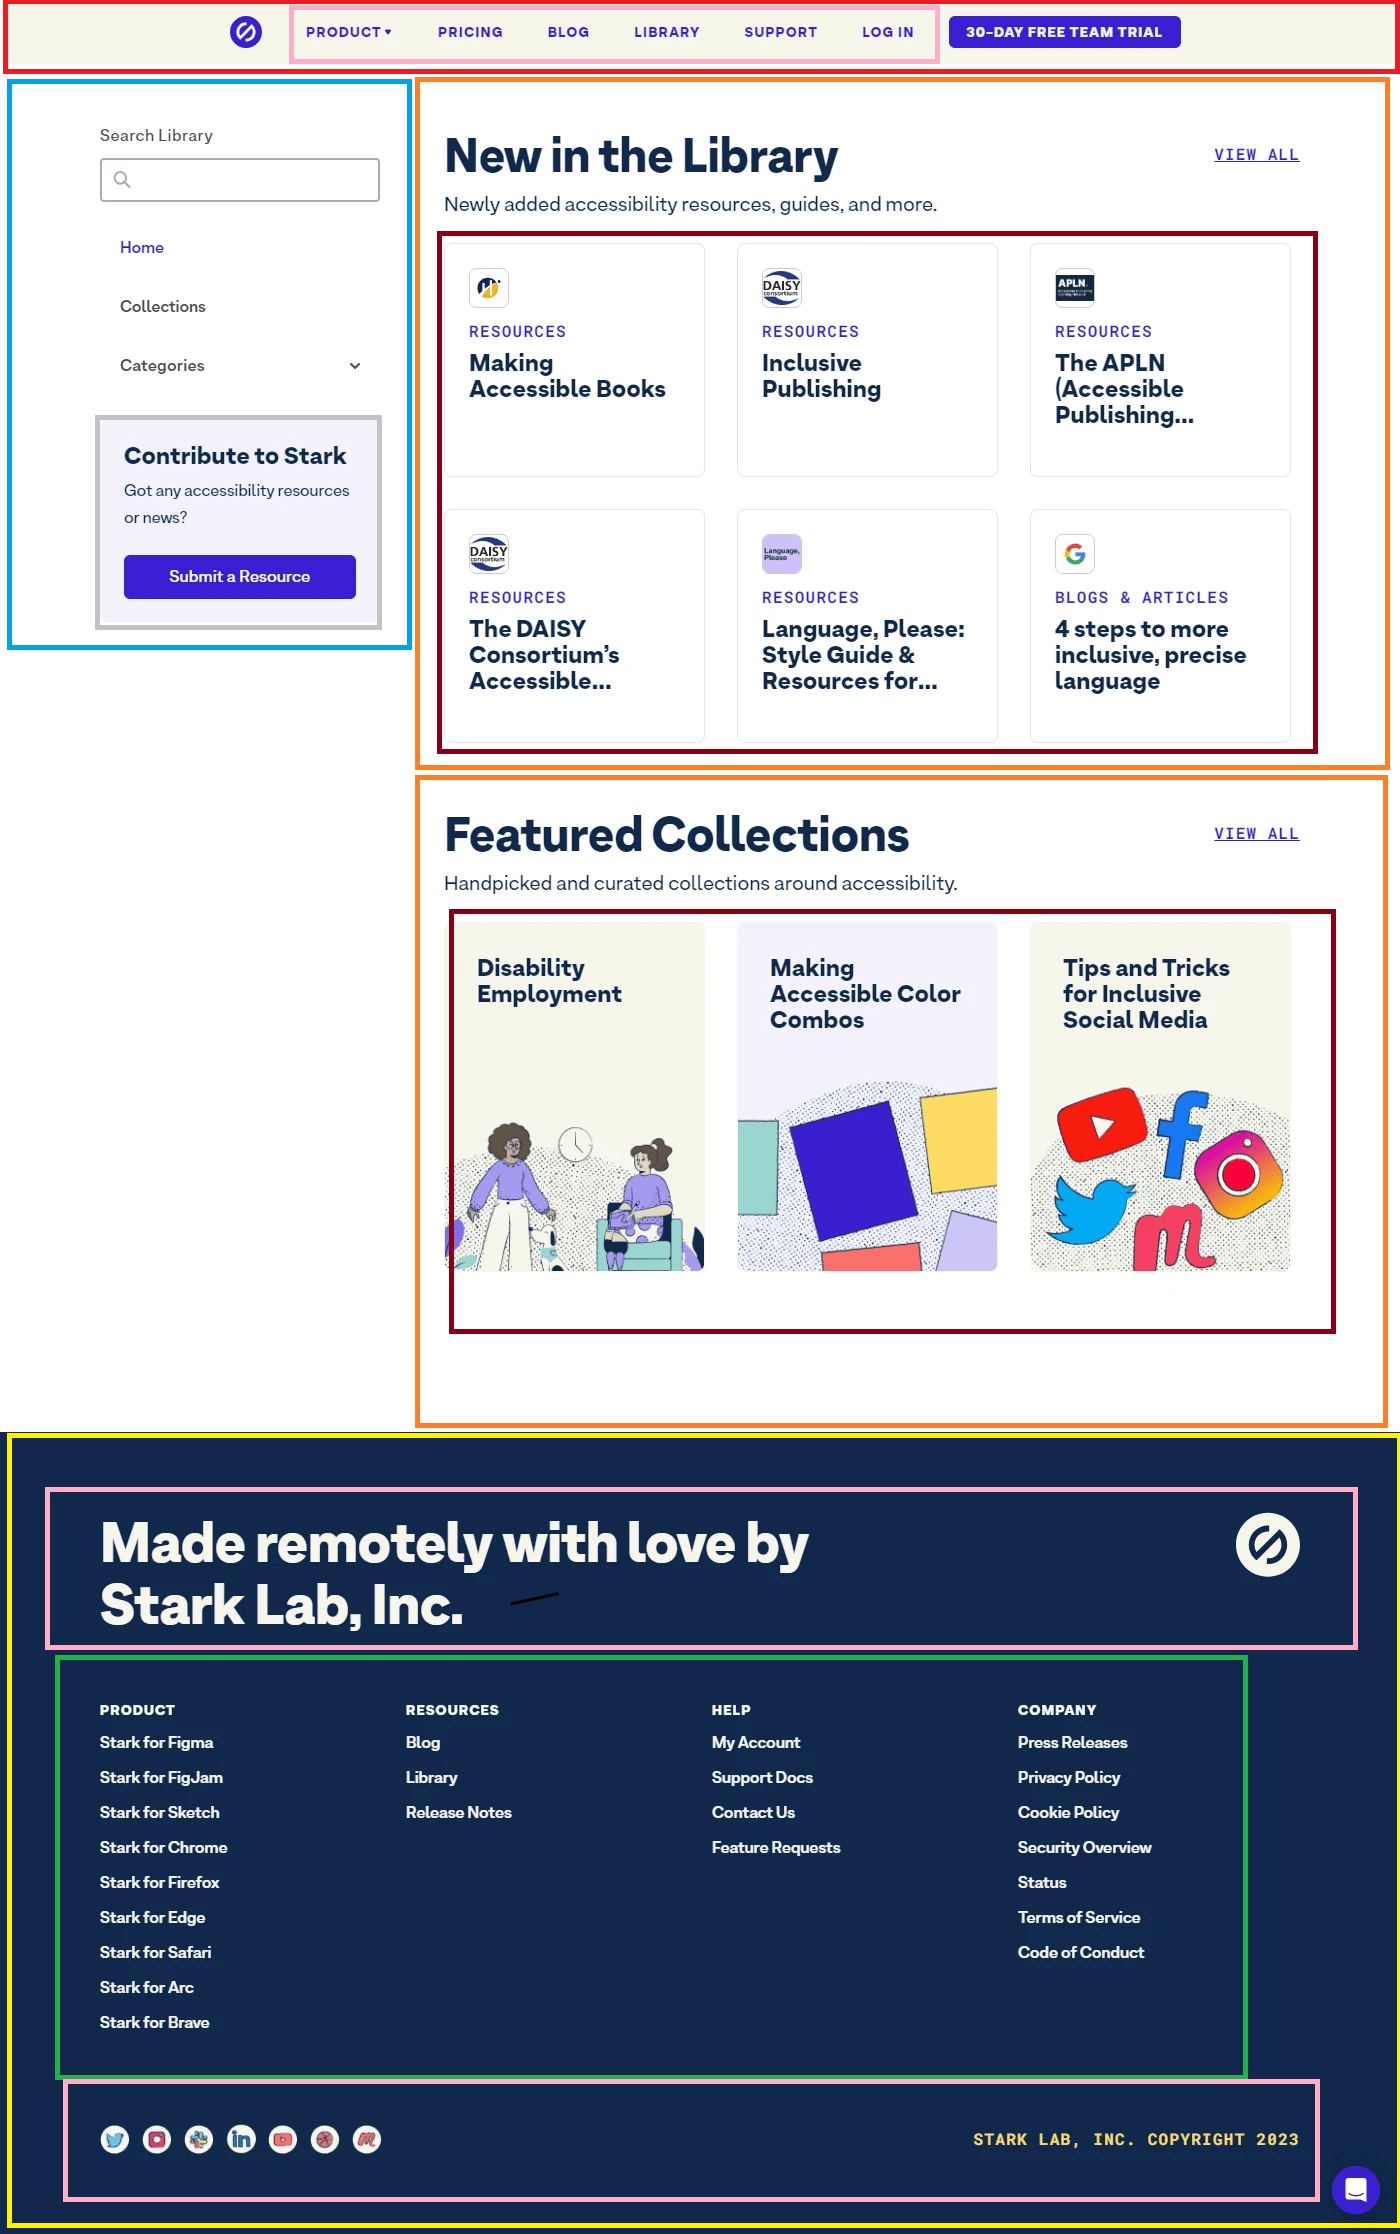 PRODUCT PRICING BLOG LIBRARY SUPPORT LOG IN 30-DAY FREE TEAM TRIAL
Search Library
Home
Collections
Categories
Contribute to Stark
Got any accessibility resources
or news?
Submit a Resource
New in the Library
VIEW ALL
Newly added accessibility resources, guides, and more.
RESOURCES
Making
Accessible Books
DAISY
consortium
RESOURCES
Inclusive
Publishing
APLN.
RESOURCES
The APLN
(Accessible
Publishing...
DAISY
consortium
RESOURCES
The DAISY
Consortium’s
Accessible...
Language,
Please
RESOURCES
Language, Please:
Style Guide &
Resources for...
G
BLOGS & ARTICLES
4 steps to more
inclusive, precise
language
Featured Collections
VIEW ALL
Handpicked and curated collections around accessibility.
Disability
Employment
Making
Accessible Color
Combos
Tips and Tricks
for Inclusive
Social Media
Made remotely with love by
Stark Lab, Inc.
PRODUCT
Stark for Figma
Stark for FigJam
Stark for Sketch
Stark for Chrome
Stark for Firefox
Stark for Edge
Stark for Safari
Stark for Arc
Stark for Brave
RESOURCES
Blog
Library
Release Notes
HELP
My Account
Support Docs
Contact Us
Feature Requests
COMPANY
Press Releases
Privacy Policy
Cookie Policy
Security Overview
Status
Terms of Service
Code of Conduct
in
STARK LAB, INC. COPYRIGHT 2023